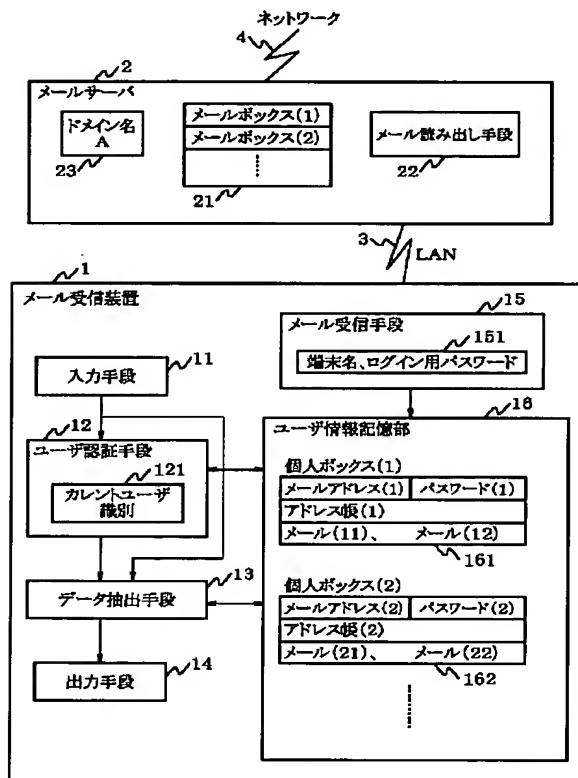 ネットワーク
4
2
メールサーバ
ドメイン名
A
23
メールボックス(1)
メールボックス(2)
21
メール読み出し手段
22
3
LAN
1
メール受信装置
15
メール受信手段
151
端末名、ログイン用パスワード
11
入力手段
12
ユーザ認証手段
121
カレントユーザ
識別
13
データ抽出手段
14
出力手段
16
ユーザ情報記憶部
個人ボックス(1)
メールアドレス(1) パスワード(1)
アドレス帳(1)
メール(11)、 メール(12)
161
個人ボックス(2)
メールアドレス(2) パスワード(2)
アドレス帳(2)
メール(21)、 メール(22)
162